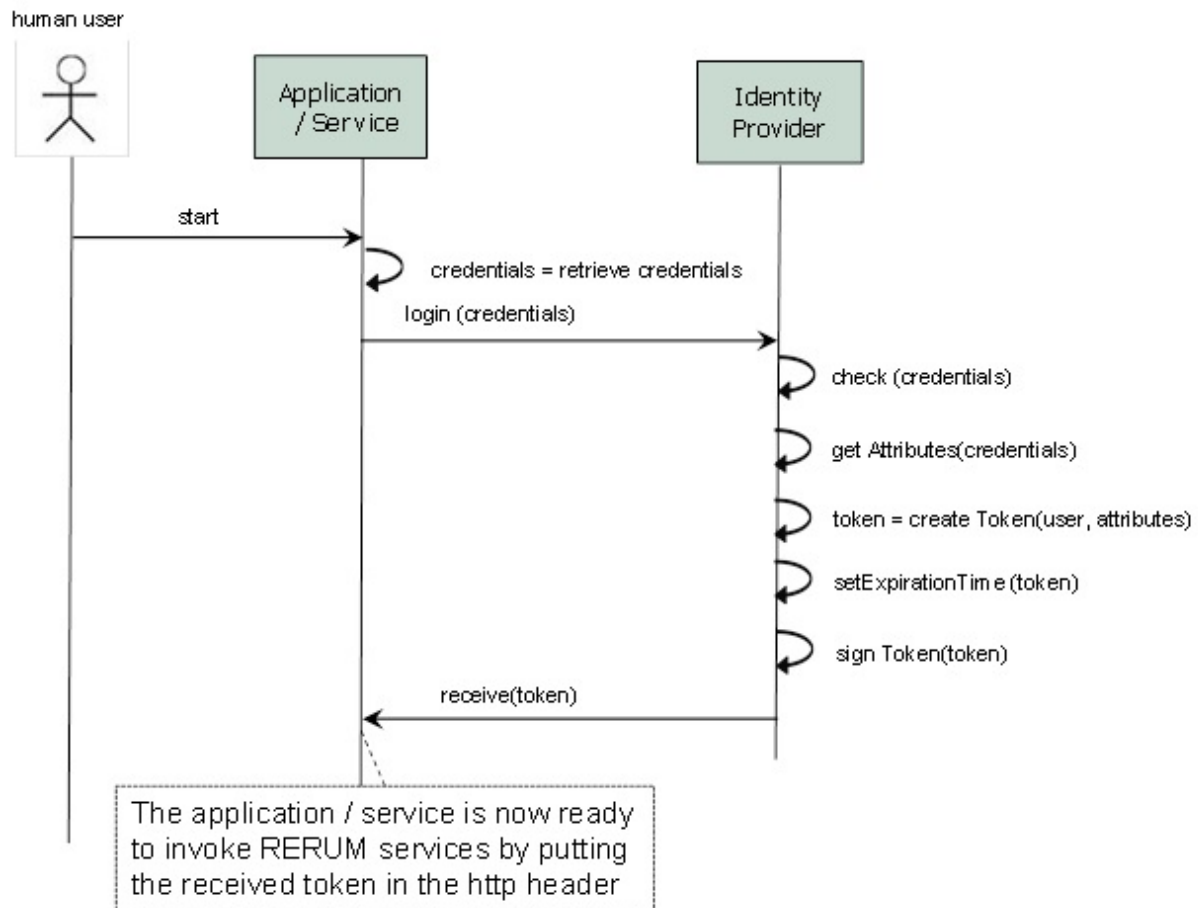 human user
Application
/ Service
Identity
Provider
start
credentials = retrieve credentials
login (credentials)
check (credentials)
get Attributes(credentials)
token = create Token(user, attributes)
setExpirationTime (token)
sign Token(token)
receive(token)
The application / service is now ready
to invoke RERUM services by putting
the received token in the http header